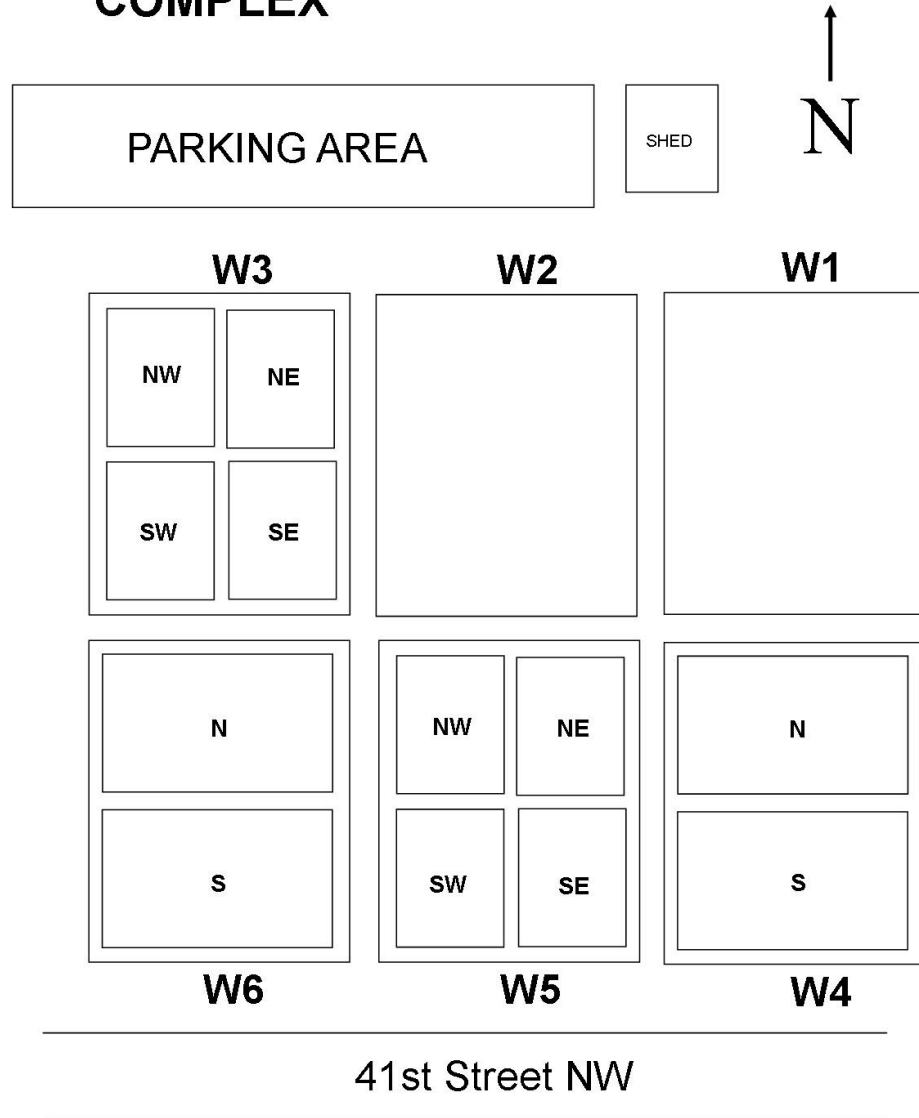 COMPLEX
PARKING AREA
SHED
N
W3 W2 W1
NW NE
SW SE
N NW NE N
S SW SE S
W6 W5 W4
41st Street NW